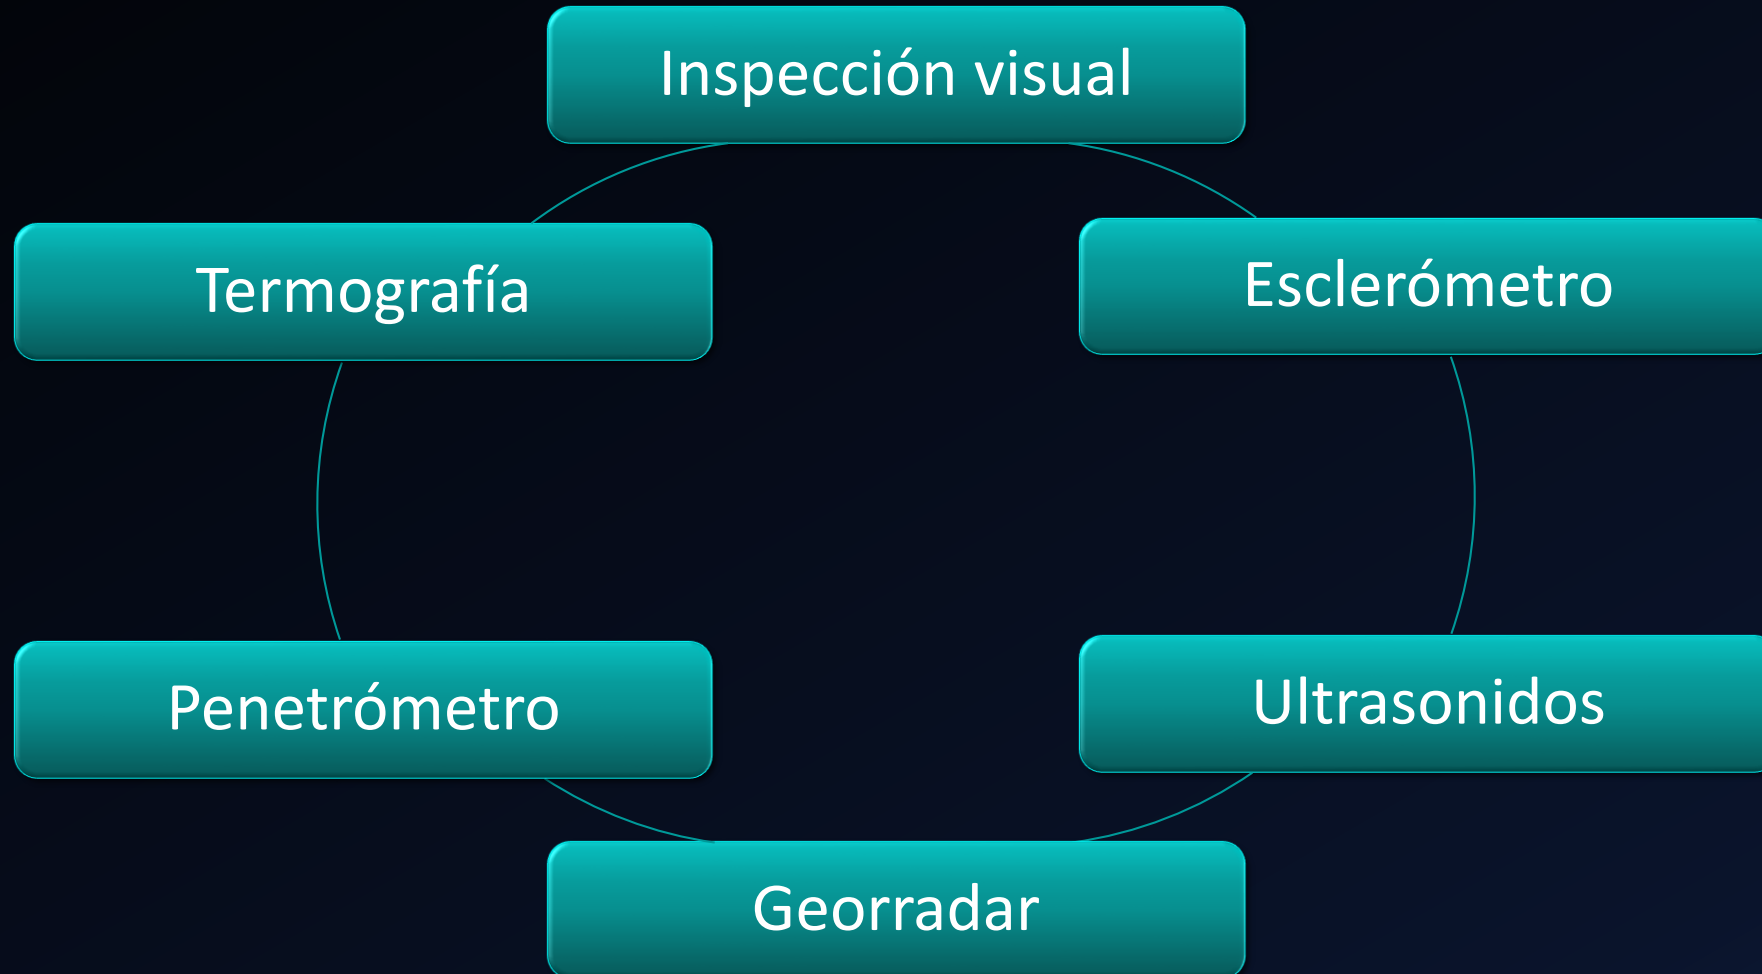 Inspección visual
Termografía
Esclerómetro
Penetrómetro
Ultrasonidos
Georradar